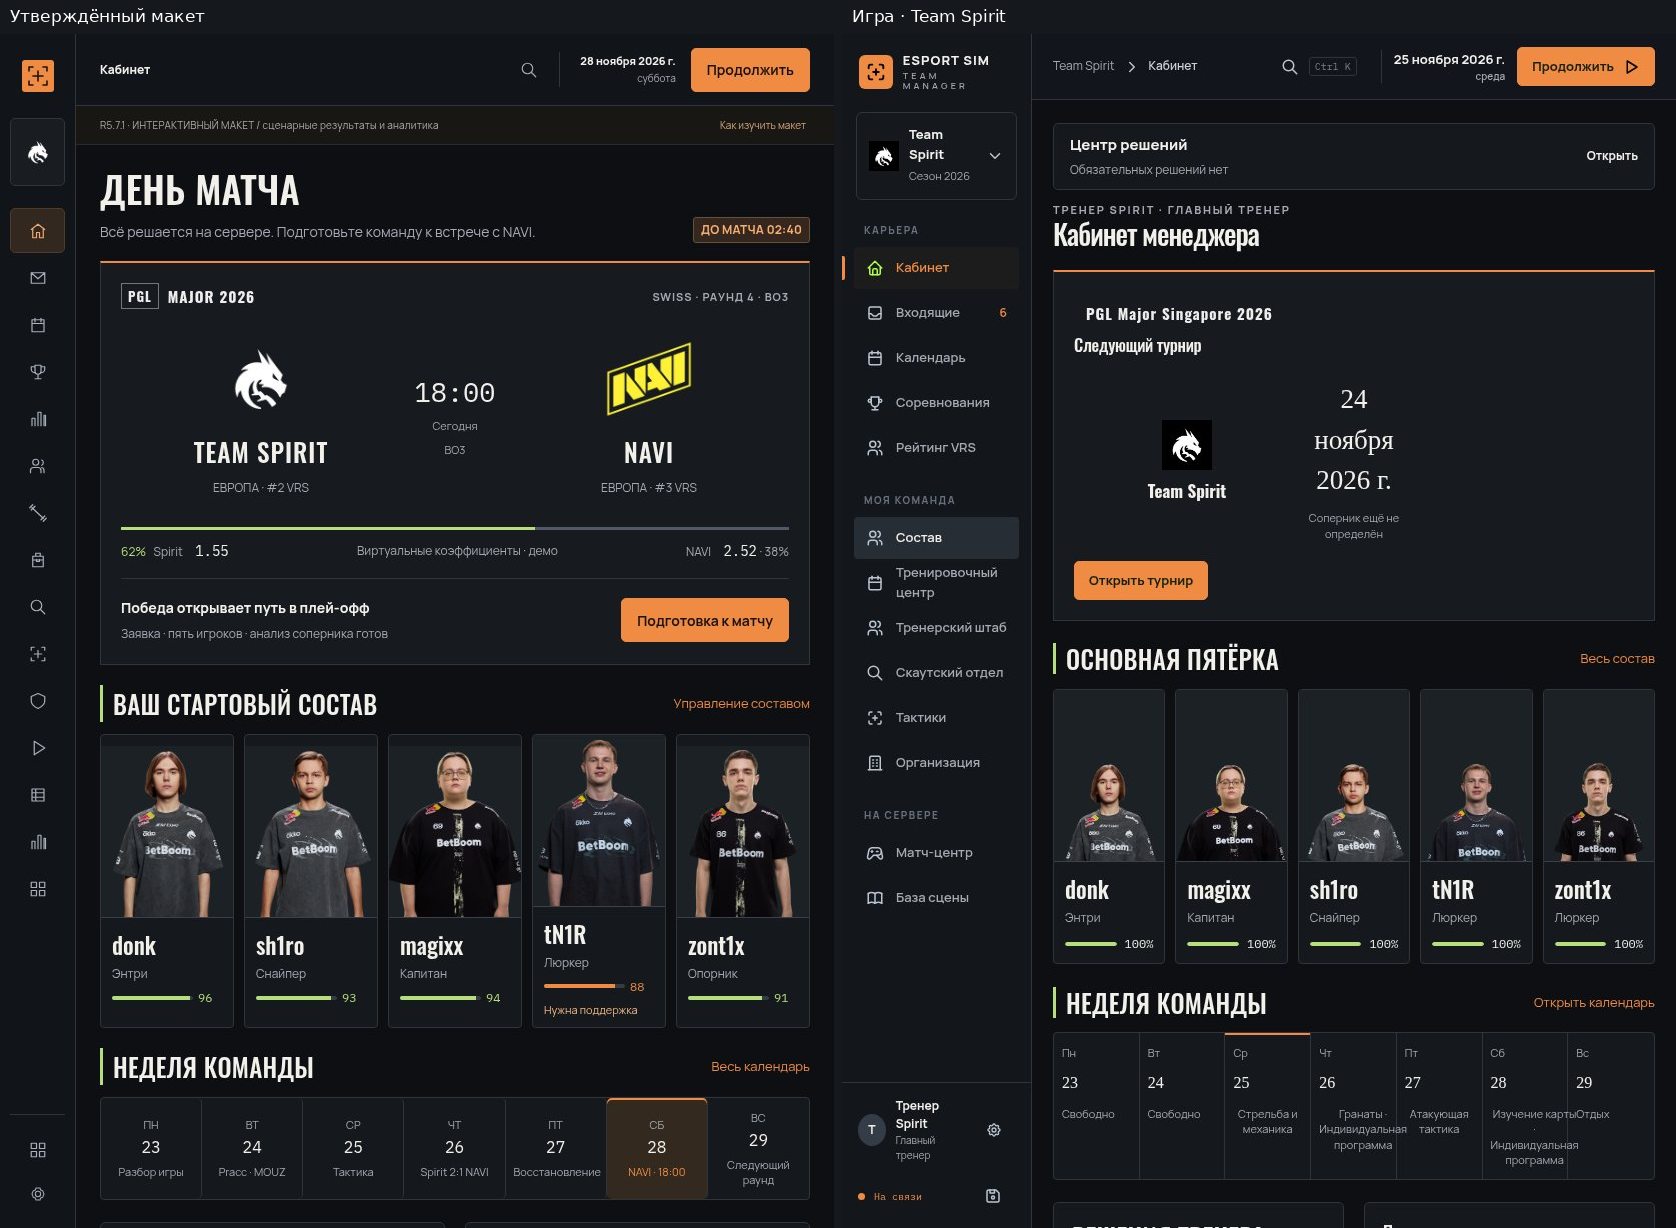 Утверждённый макет
Кабинет
28 ноября 2026 г.
суббота
Продолжить
R5.7.1 · ИНТЕРАКТИВНЫЙ МАКЕТ / сценарные результаты и аналитика
Как изучить макет
ДЕНЬ МАТЧА
Всё решается на сервере. Подготовьте команду к встрече с NAVI.
ДО МАТЧА 02:40
PGL MAJOR 2026
SWISS · РАУНД 4 · BO3
NAVI
18:00
Сегодня
BO3
TEAM SPIRIT
NAVI
ЕВРОПА · #2 VRS
ЕВРОПА · #3 VRS
62% Spirit 1.55
Виртуальные коэффициенты · демо
NAVI 2.52 · 38%
Победа открывает путь в плей-офф
Заявка · пять игроков · анализ соперника готов
Подготовка к матчу
ВАШ СТАРТОВЫЙ СОСТАВ
Управление составом
BetBoom
BetBoom
BetBoom
BetBoom
BetBoom
donk
Энтри
96
sh1ro
Снайпер
93
magixx
Капитан
94
tN1R
Люркер
88
Нужна поддержка
zont1x
Опорник
91
НЕДЕЛЯ КОМАНДЫ
Весь календарь
ПН
23
Разбор игры
ВТ
24
Pracc · MOUZ
СР
25
Тактика
ЧТ
26
Spirit 2:1 NAVI
ПТ
27
Восстановление
СБ
28
NAVI · 18:00
ВС
29
Следующий
раунд
Игра · Team Spirit
ESPORT SIM
TEAM
MANAGER
Team
Spirit
Сезон 2026
КАРЬЕРА
Кабинет
Входящие 6
Календарь
Соревнования
Рейтинг VRS
МОЯ КОМАНДА
Состав
Тренировочный
центр
Тренерский штаб
Скаутский отдел
Тактики
Организация
НА СЕРВЕРЕ
Матч-центр
База сцены
T
Тренер
Spirit
Главный
тренер
На связи
Team Spirit > Кабинет
Ctrl K
25 ноября 2026 г.
среда
Продолжить
Центр решений
Обязательных решений нет
Открыть
ТРЕНЕР SPIRIT · ГЛАВНЫЙ ТРЕНЕР
Кабинет менеджера
PGL Major Singapore 2026
Следующий турнир
Team Spirit
24
ноября
2026 г.
Соперник ещё не
определён
Открыть турнир
ОСНОВНАЯ ПЯТЁРКА
Весь состав
BetBoom
BetBoom
BetBoom
BetBoom
BetBoom
donk
Энтри
100%
magixx
Капитан
100%
sh1ro
Снайпер
100%
tN1R
Люркер
100%
zont1x
Люркер
100%
НЕДЕЛЯ КОМАНДЫ
Открыть календарь
Пн
23
Свободно
Вт
24
Свободно
Ср
25
Стрельба и
механика
Чт
26
Гранаты ·
Индивидуальная
программа
Пт
27
Атакующая
тактика
Сб
28
Изучение карты
·
Индивидуальная
программа
Вс
29
Отдых